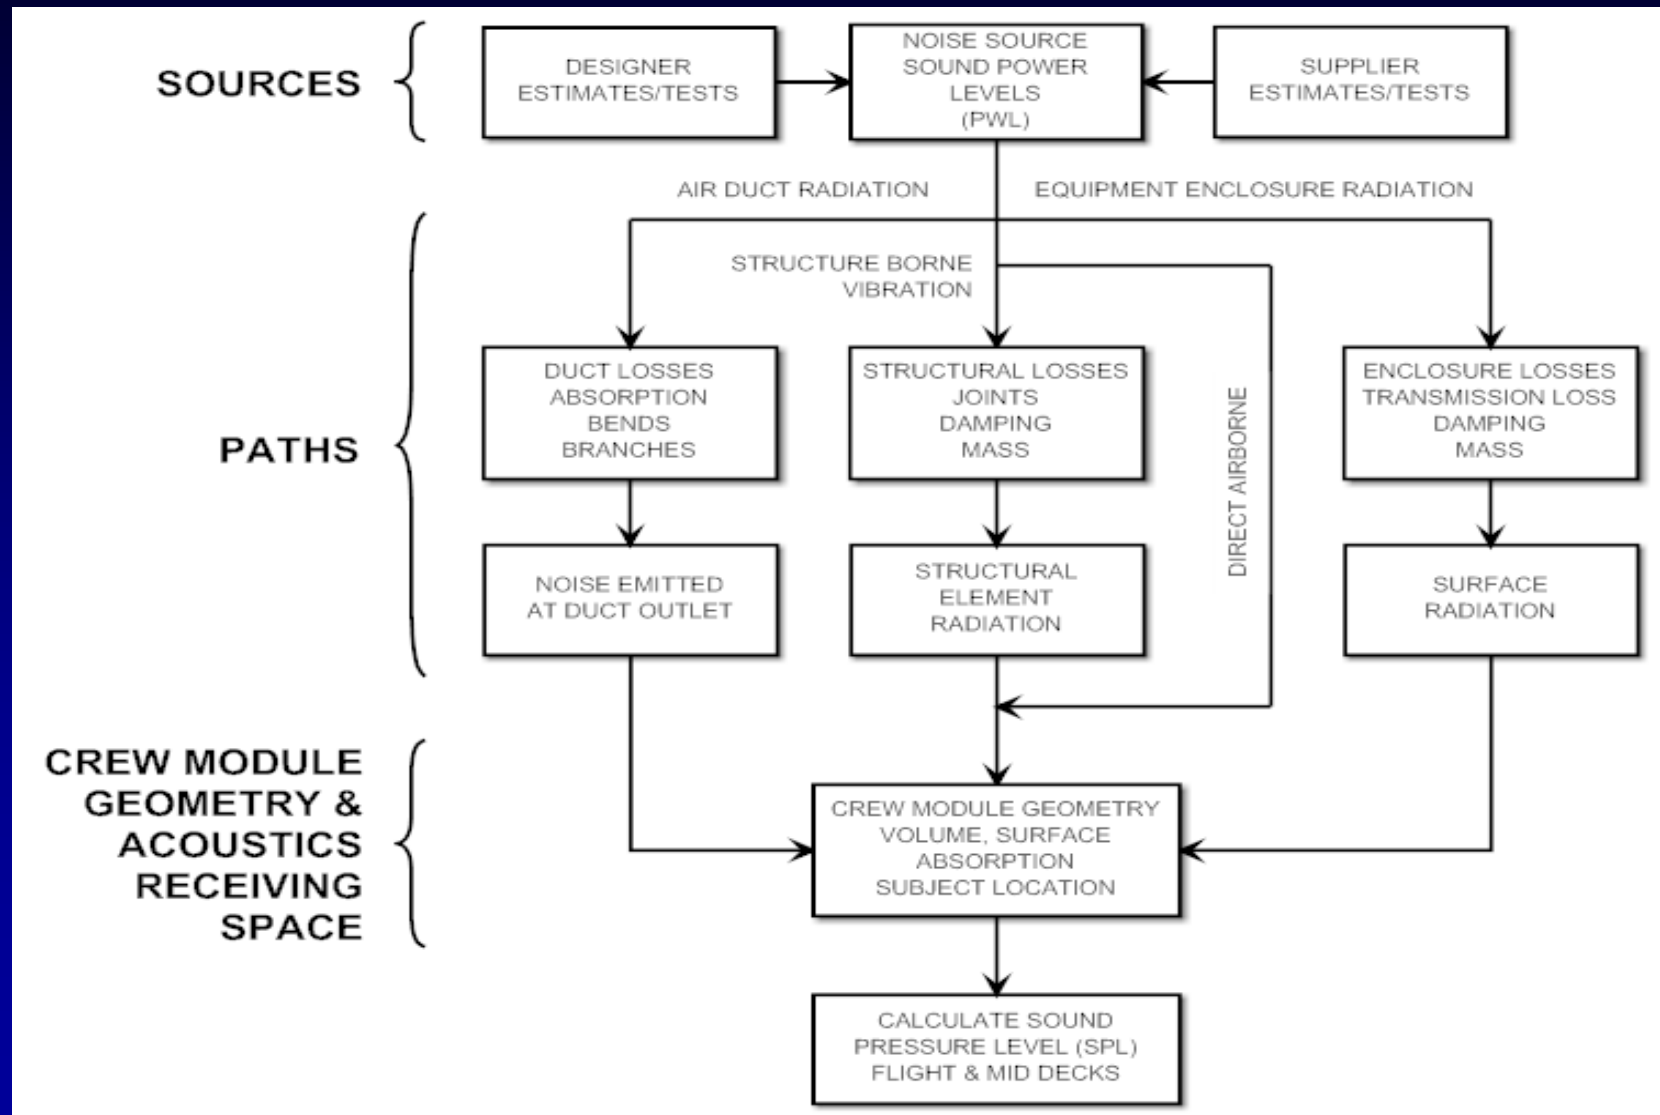 SOURCES
DESIGNER
ESTIMATES/TESTS
NOISE SOURCE
SOUND POWER
LEVELS
(PWL)
SUPPLIER
ESTIMATES/TESTS
AIR DUCT RADIATION
EQUIPMENT ENCLOSURE RADIATION
STRUCTURE BORNE
VIBRATION
PATHS
DUCT LOSSES
ABSORPTION
BENDS
BRANCHES
STRUCTURAL LOSSES
JOINTS
DAMPING
MASS
DIRECT AIRBORNE
ENCLOSURE LOSSES
TRANSMISSION LOSS
DAMPING
MASS
NOISE EMITTED
AT DUCT OUTLET
STRUCTURAL
ELEMENT
RADIATION
SURFACE
RADIATION
CREW MODULE
GEOMETRY &
ACOUSTICS
RECEIVING
SPACE
CREW MODULE GEOMETRY
VOLUME, SURFACE
ABSORPTION
SUBJECT LOCATION
CALCULATE SOUND
PRESSURE LEVEL (SPL)
FLIGHT & MID DECKS